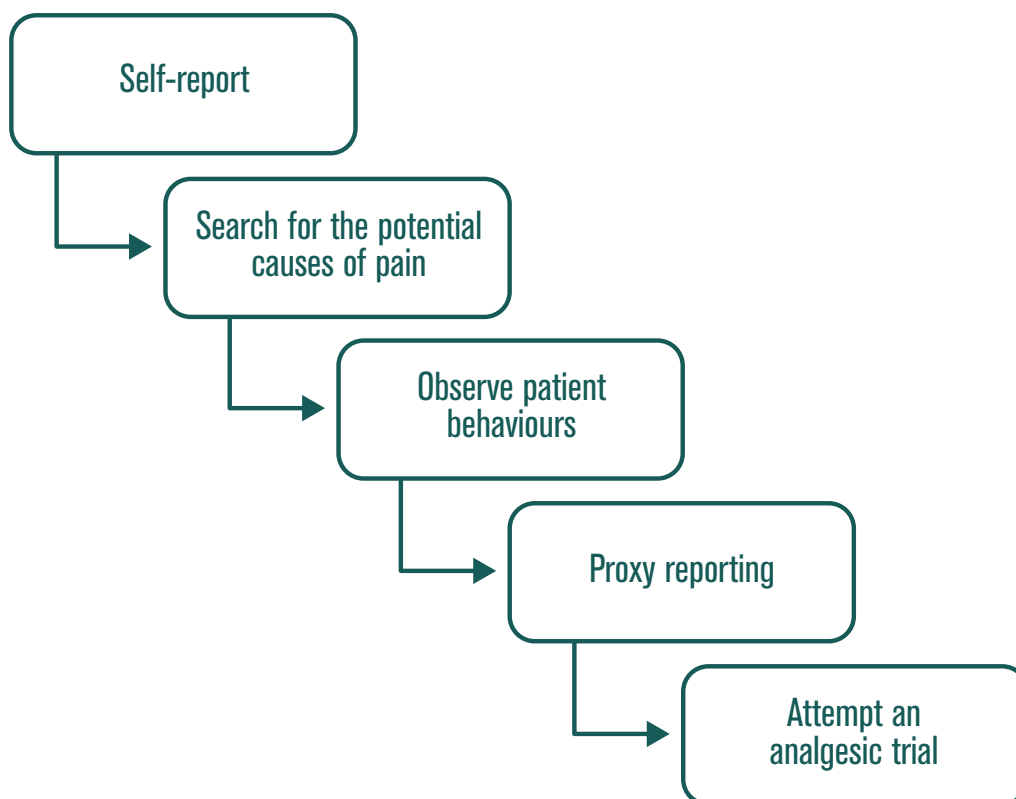 Self-report
Search for the potential
causes of pain
Observe patient
behaviours
Proxy reporting
Attempt an
analgesic trial